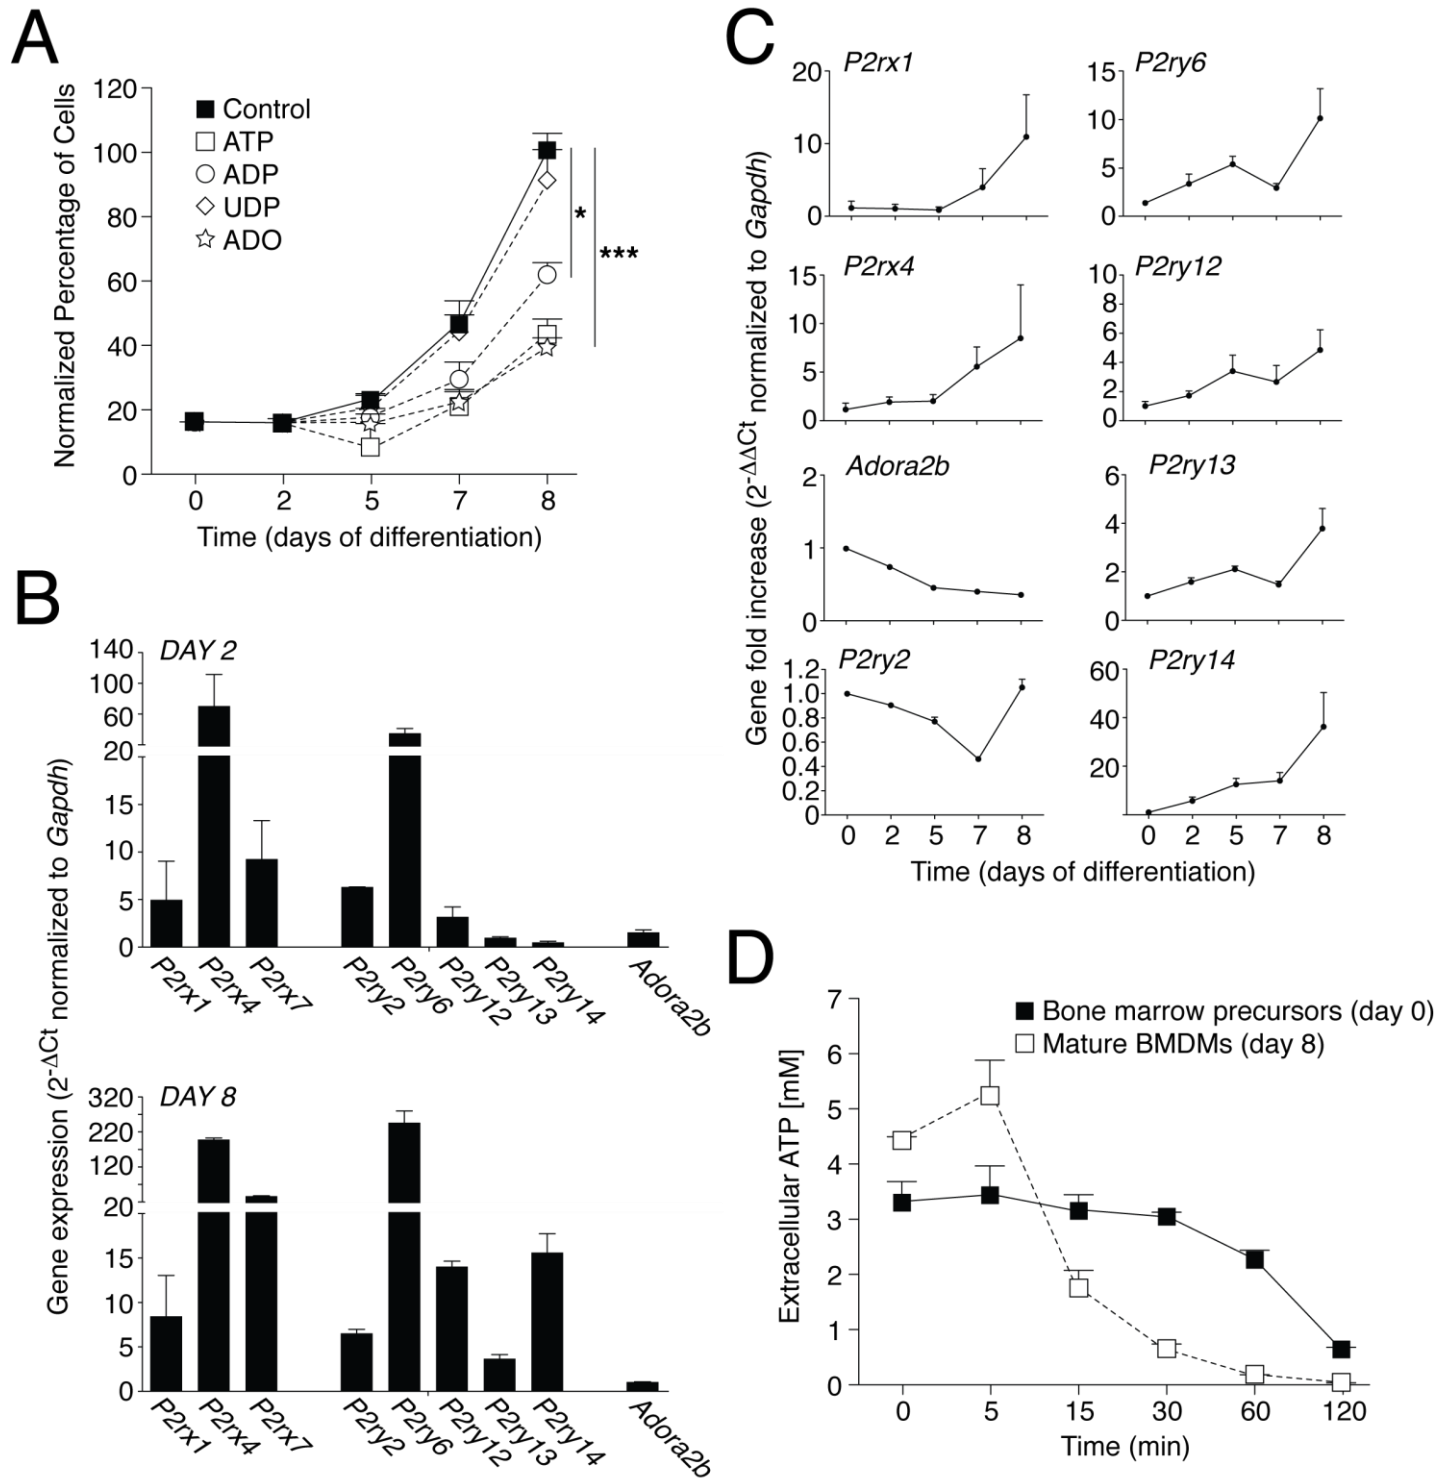 A
Normalized Percentage of Cells
120
100
80
60
40
20
0
Control
ATP
ADP
UDP
ADO
*
***
0 2 5 7 8
Time (days of differentiation)
B
Gene expression (2-ΔCt normalized to Gapdh)
DAY 2
140
100
60
20
15
10
5
0
P2rx1 P2rx4 P2rx7 P2ry2 P2ry6 P2ry12 P2ry13 P2ry14 Adora2b
DAY 8
320
220
120
20
15
10
5
0
P2rx1 P2rx4 P2rx7 P2ry2 P2ry6 P2ry12 P2ry13 P2ry14 Adora2b
C
Gene fold increase (2-ΔΔCt normalized to Gapdh)
P2rx1
20
10
0
P2ry6
15
10
5
0
P2rx4
15
10
5
0
P2ry12
10
8
6
4
2
0
Adora2b
2
1
0
P2ry13
6
4
2
0
P2ry2
1.2
1.0
0.8
0.6
0.4
0.2
0
0 2 5 7 8
P2ry14
60
40
20
0 2 5 7 8
Time (days of differentiation)
D
Extracellular ATP [mM]
7
6
5
4
3
2
1
0
Bone marrow precursors (day 0)
Mature BMDMs (day 8)
0 5 15 30 60 120
Time (min)